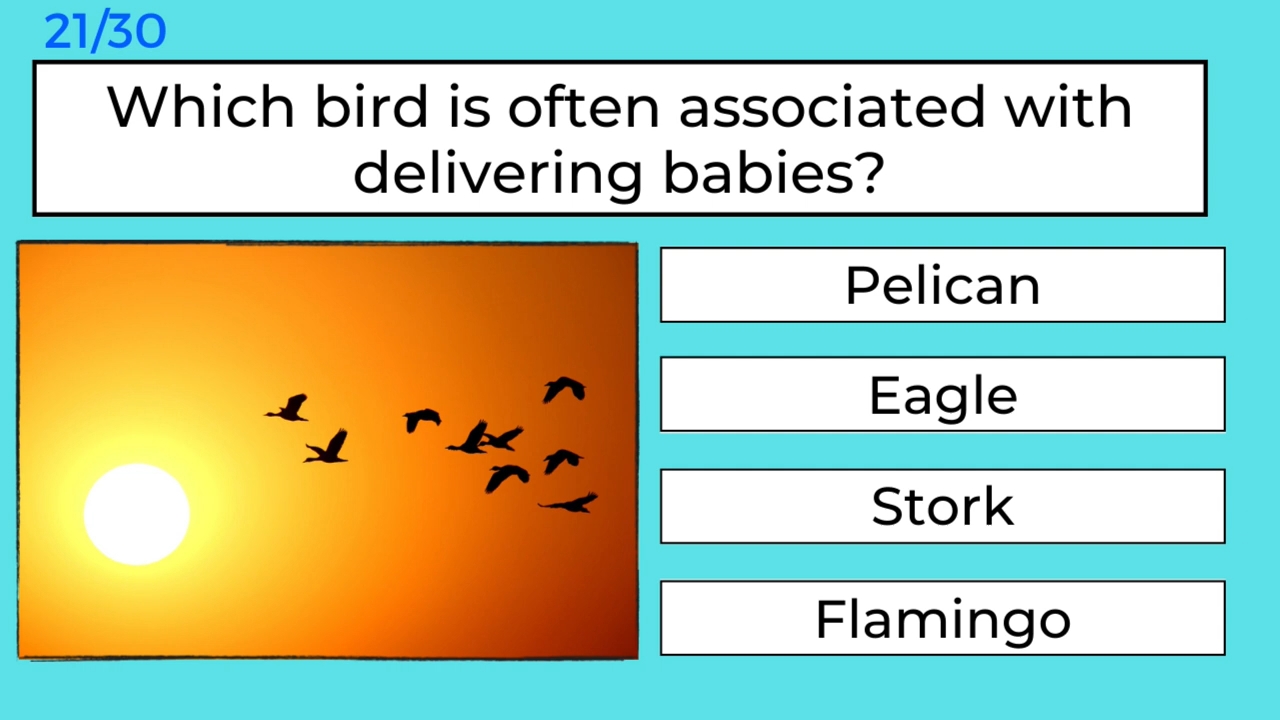 21/30
Which bird is often associated with
delivering babies?
Pelican
Eagle
Stork
Flamingo